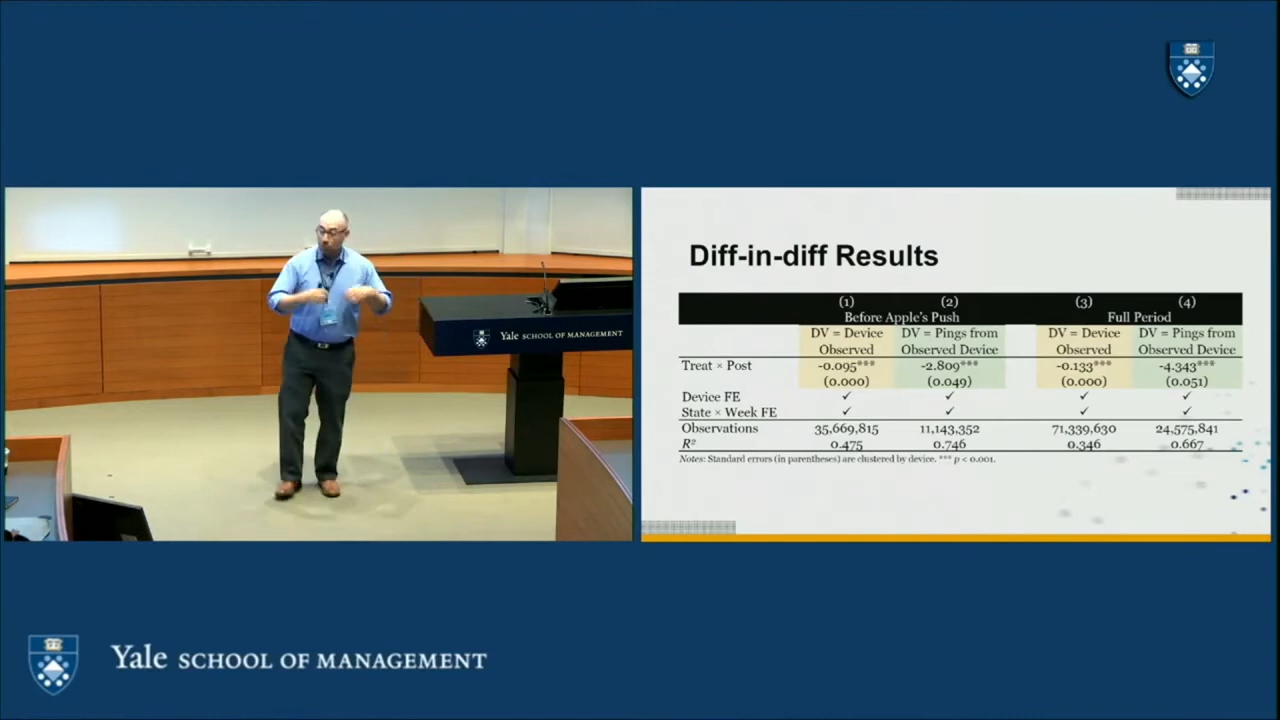 Yale SCHOOL OF MANAGEMENT
Diff-in-diff Results
(1) (2) (3) (4)
Before Apple's Push Full Period
DV = Device DV = Pings from DV = Device DV = Pings from
Observed Observed Device Observed Observed Device
Treat × Post -0.095*** -2.809*** -0.133*** -4.343***
(0.000) (0.049) (0.000) (0.051)
Device FE ✓ ✓ ✓ ✓
State × Week FE ✓ ✓ ✓ ✓
Observations 35,669,815 11,143,352 71,339,630 24,575,841
R² 0.475 0.746 0.346 0.667
Notes: Standard errors (in parentheses) are clustered by device. *** p < 0.001.
Yale SCHOOL OF MANAGEMENT